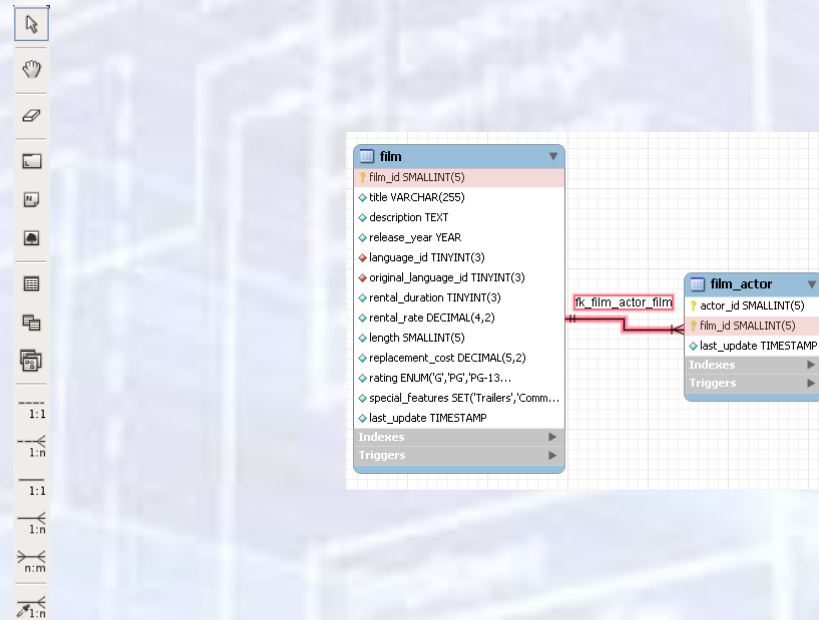 film
film_id SMALLINT(5)
title VARCHAR(255)
description TEXT
release_year YEAR
language_id TINYINT(3)
original_language_id TINYINT(3)
rental_duration TINYINT(3)
rental_rate DECIMAL(4,2)
length SMALLINT(5)
replacement_cost DECIMAL(5,2)
rating ENUM('G','PG','PG-13...
special_features SET('Trailers','Comm...
last_update TIMESTAMP
Indexes
Triggers
fk_film_actor_film
film_actor
actor_id SMALLINT(5)
film_id SMALLINT(5)
last_update TIMESTAMP
Indexes
Triggers
N
1:1
1:n
1:1
1:n
n:m
1:n